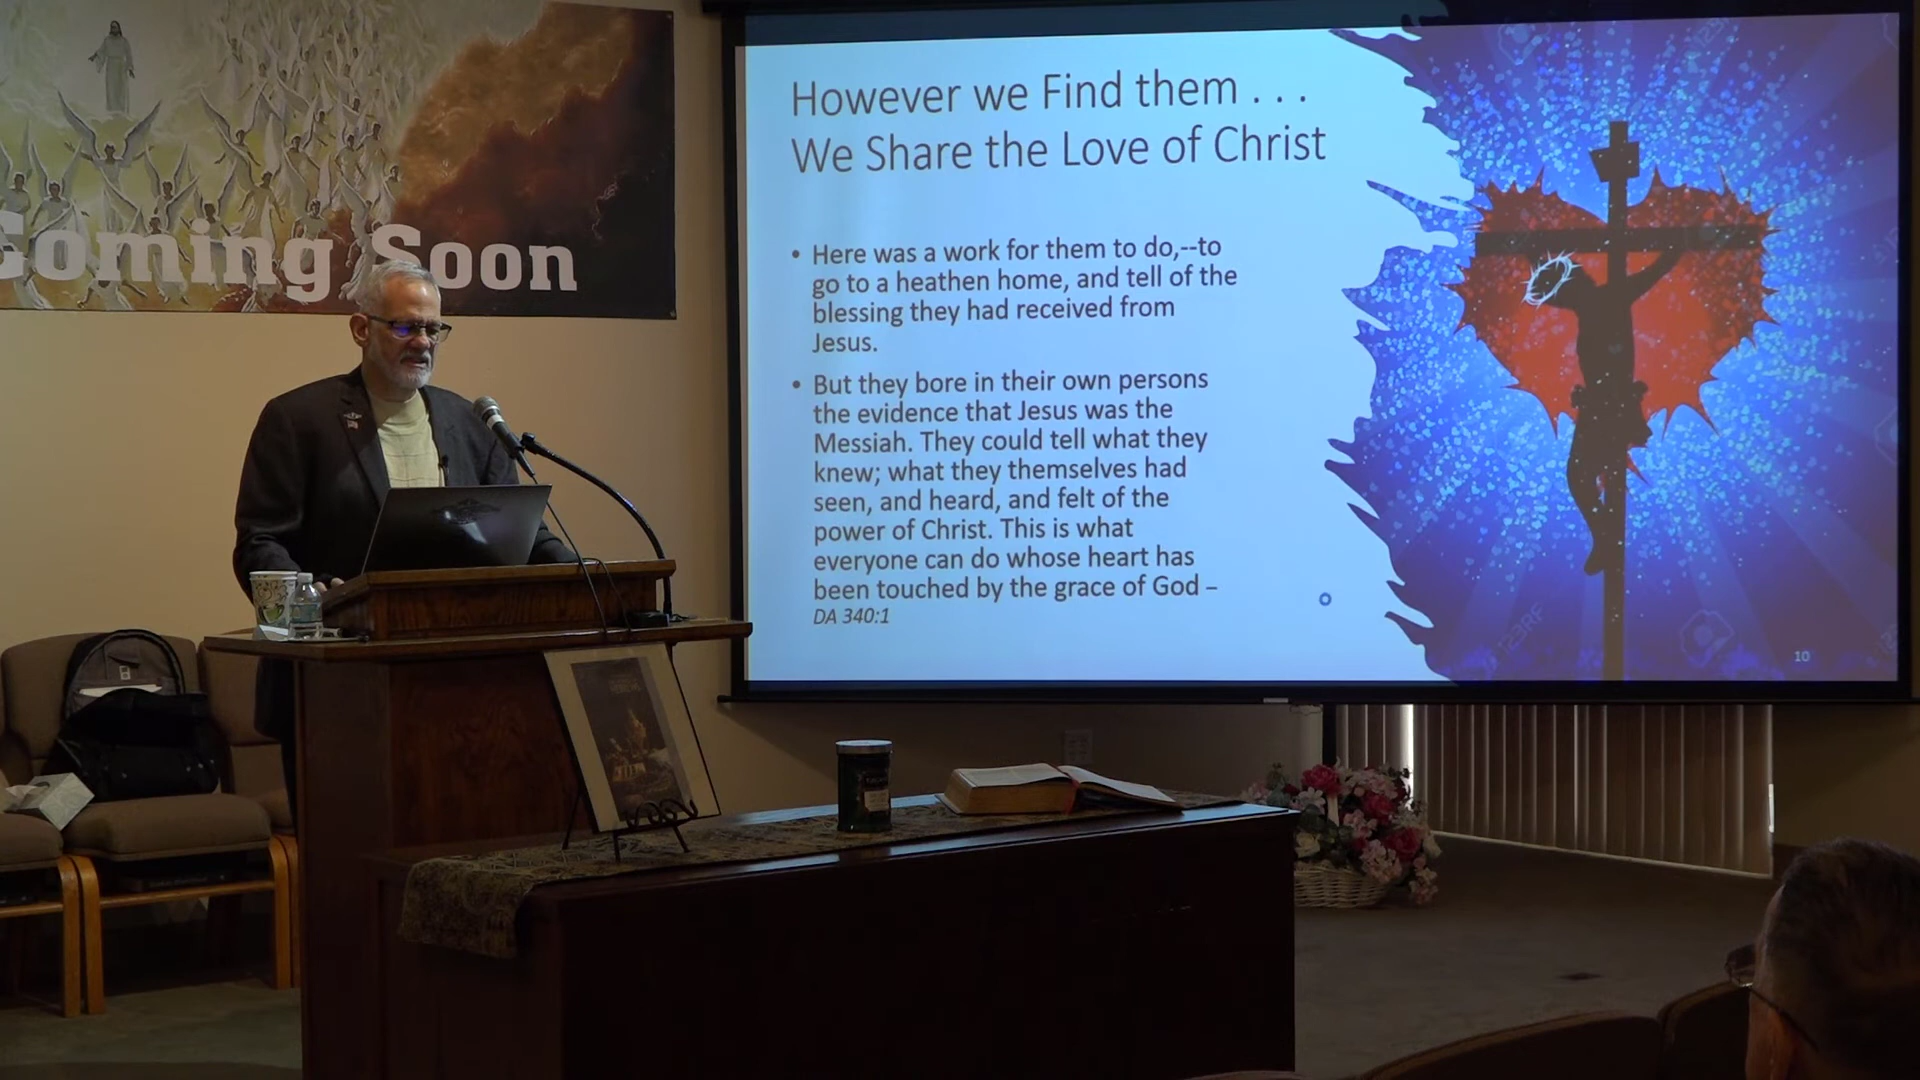 Coming Soon
However we Find them . . .
We Share the Love of Christ
• Here was a work for them to do,--to
go to a heathen home, and tell of the
blessing they had received from
Jesus.
• But they bore in their own persons
the evidence that Jesus was the
Messiah. They could tell what they
knew; what they themselves had
seen, and heard, and felt of the
power of Christ. This is what
everyone can do whose heart has
been touched by the grace of God –
DA 340:1
123RF
10